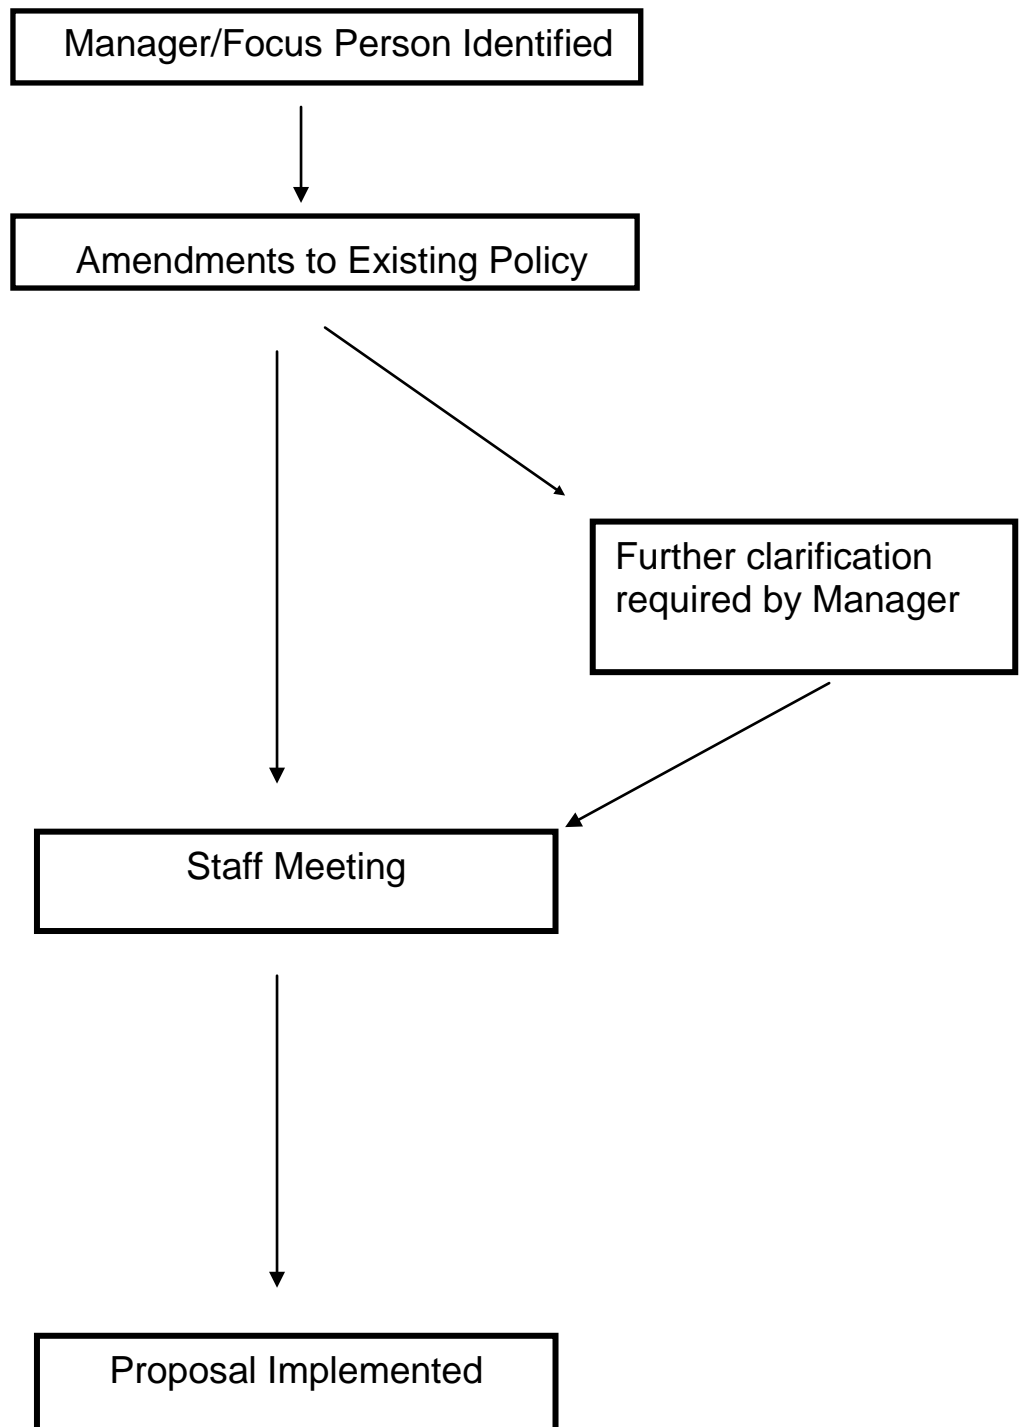 Manager/Focus Person Identified
Amendments to Existing Policy
Further clarification
required by Manager
Staff Meeting
Proposal Implemented